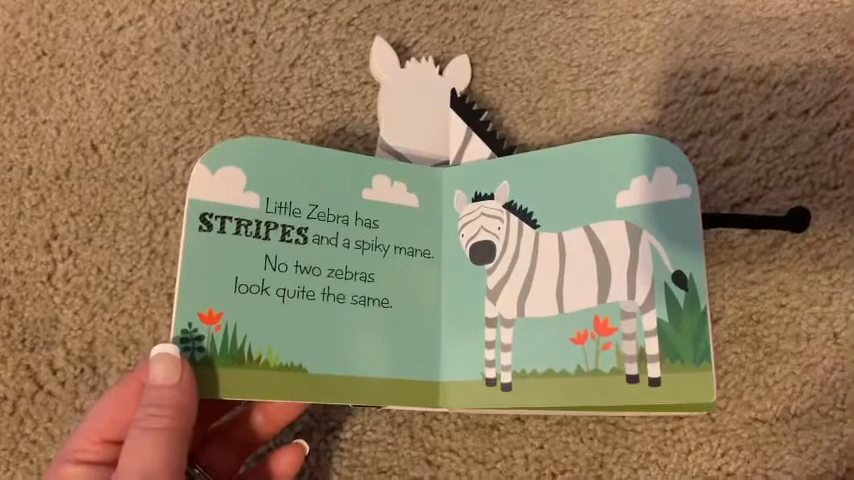 Little Zebra has
STRIPES and a spiky mane.
No two zebras
look quite the same.